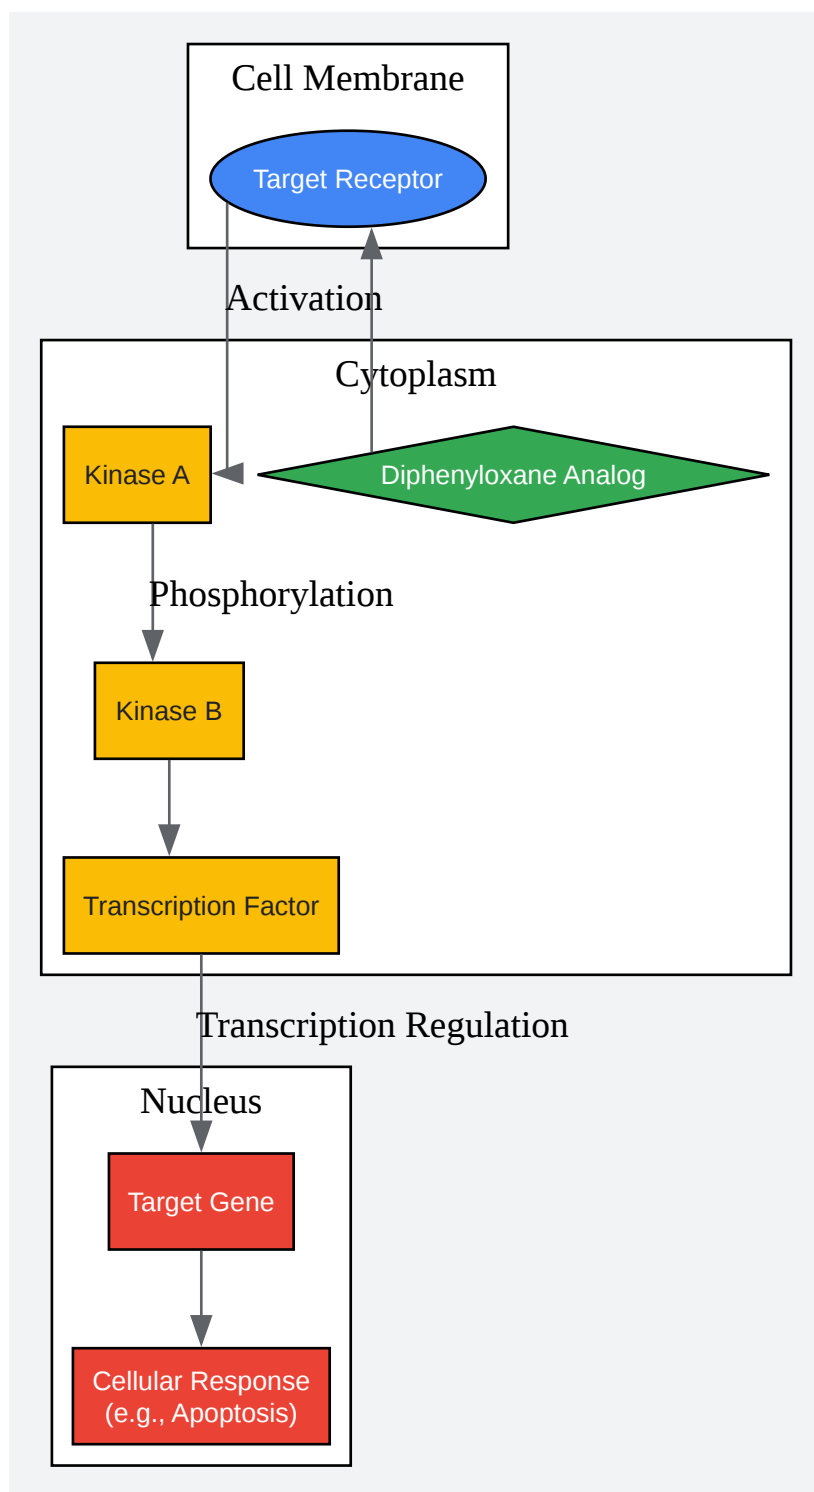 Cell Membrane
Target Receptor
Activation
Cytoplasm
Kinase A
Diphenyloxane Analog
Phosphorylation
Kinase B
Transcription Factor
Transcription Regulation
Nucleus
Target Gene
Cellular Response
(e.g., Apoptosis)